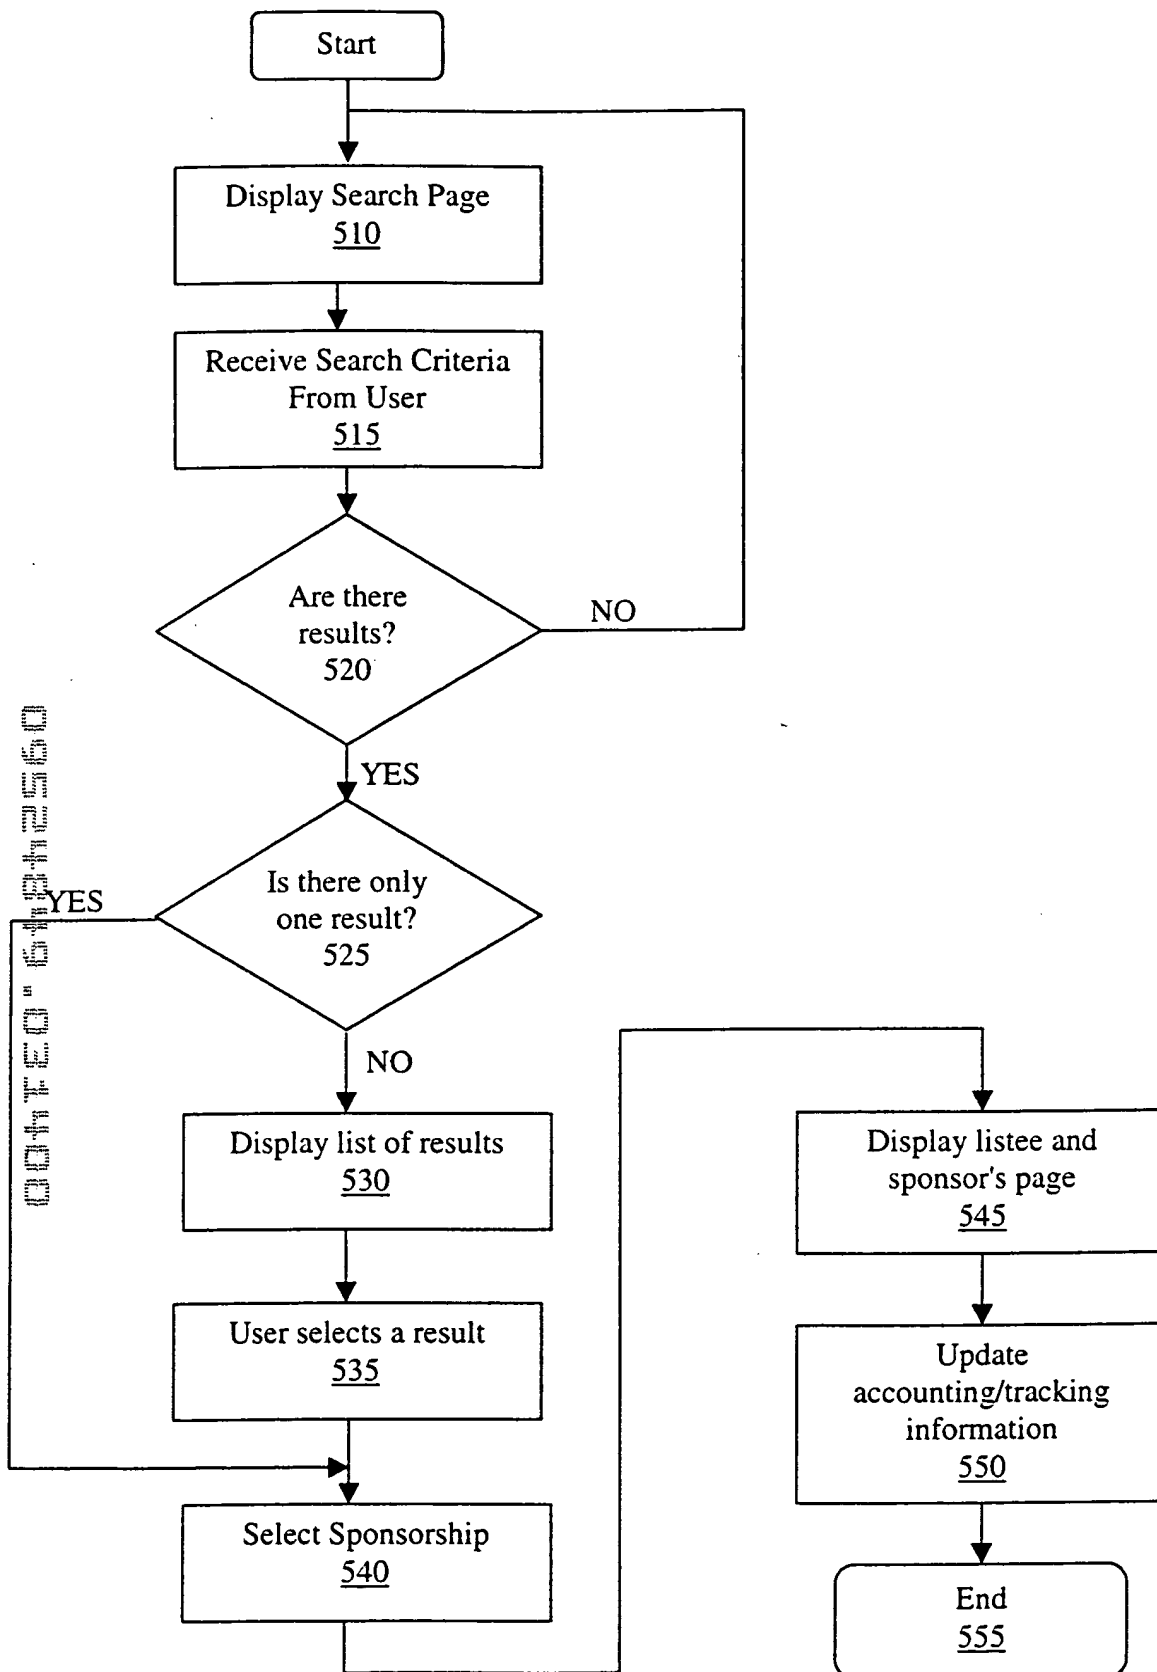 Start
Display Search Page
510
Receive Search Criteria
From User
515
Are there
results?
520
NO
YES
Is there only
one result?
525
YES
NO
Display list of results
530
User selects a result
535
Select Sponsorship
540
Display listee and
sponsor's page
545
Update
accounting/tracking
information
550
End
555